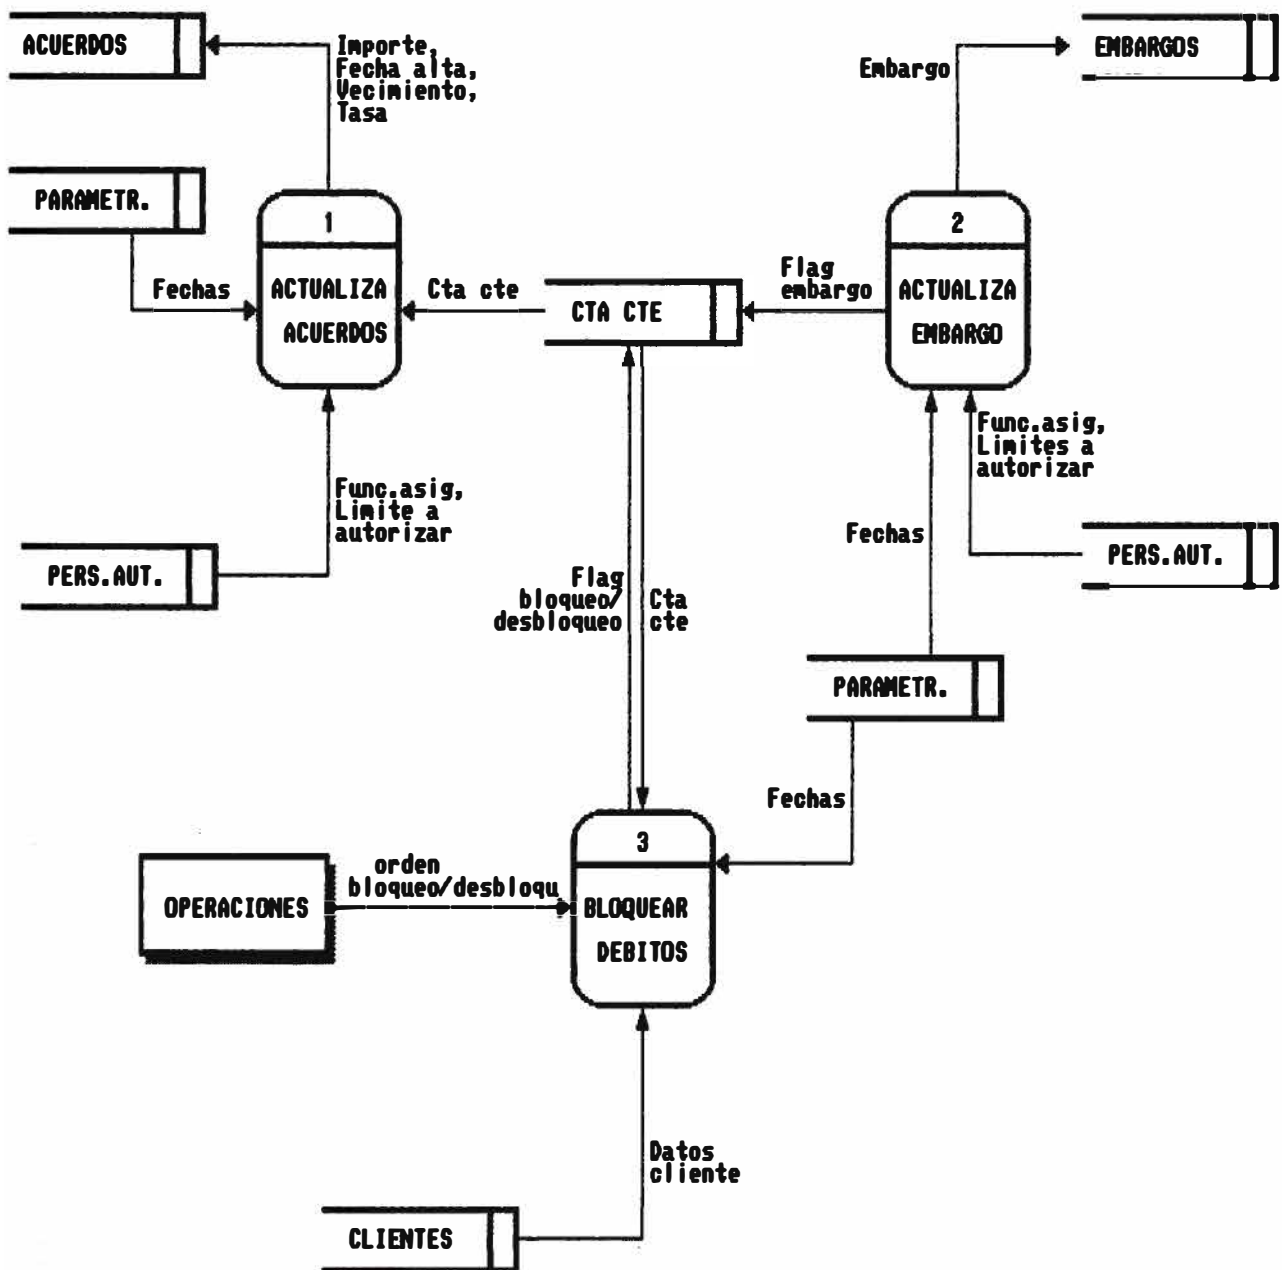 ACUERDOS
Importe,
Fecha alta,
Vecimiento,
Tasa
Embargo
EMBARGOS
PARAMETR.
1
ACTUALIZA
ACUERDOS
Fechas
Cta cte
CTA CTE
Flag
embargo
2
ACTUALIZA
EMBARGO
Func.asig,
Limite a
autorizar
PERS.AUT.
Func.asig,
Limites a
autorizar
Fechas
PERS.AUT.
Flag
bloqueo/
desbloqueo
Cta
cte
PARAMETR.
Fechas
3
BLOQUEAR
DEBITOS
OPERACIONES
orden
bloqueo/desbloqu
Datos
cliente
CLIENTES